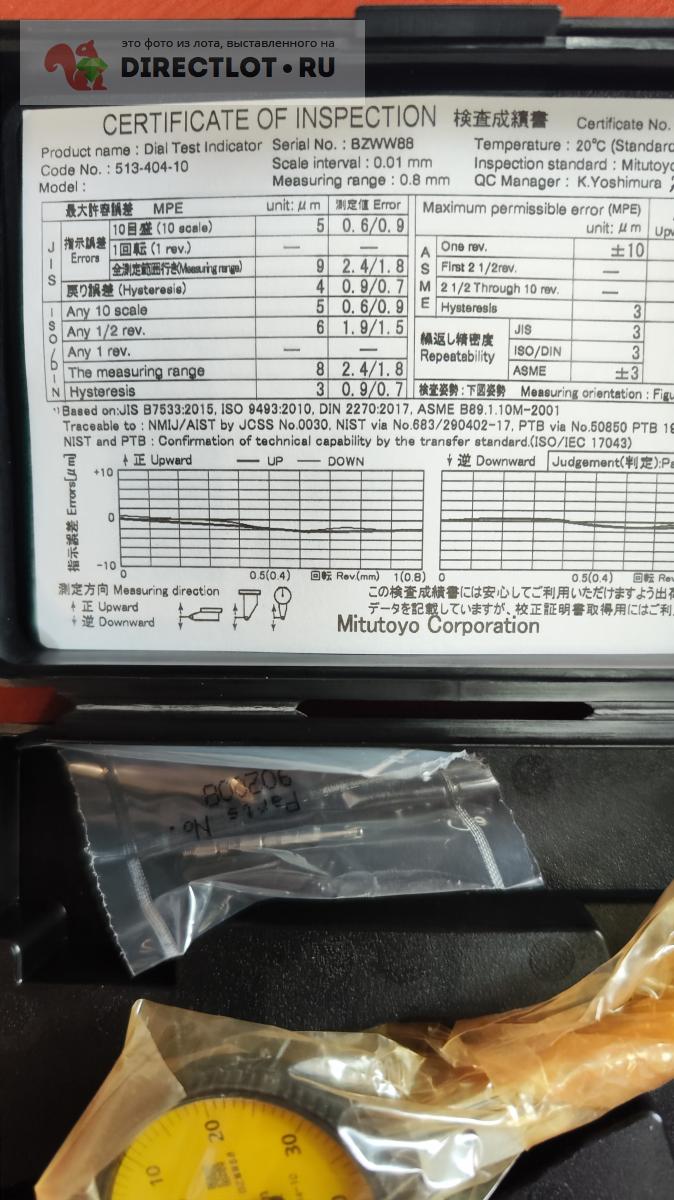 это фото из лота, выставленного на
DIRECTLOT.RU
CERTIFICATE OF INSPECTION 検査成績書 Certificate No.
Product name : Dial Test Indicator Serial No. : BZWW88 Temperature : 20℃ (Standard
Code No. : 513-404-10 Scale interval : 0.01 mm Inspection standard : Mitutoyo
Model : Measuring range : 0.8 mm QC Manager : K.Yoshimura
最大許容誤差 MPE unit: μm 測定値 Error
JIS
指示誤差 Errors
10目盛 (10 scale) 5 0.6/0.9
1回転 (1 rev.) — —
全測定範囲行き(Measuring range) 9 2.4/1.8
戻り誤差 (Hysteresis) 4 0.9/0.7
ISO/DIN
Any 10 scale 5 0.6/0.9
Any 1/2 rev. 6 1.9/1.5
Any 1 rev. — —
The measuring range 8 2.4/1.8
Hysteresis 3 0.9/0.7
Maximum permissible error (MPE)
unit: μm
ASME
One rev. ±10
First 2 1/2rev. —
2 1/2 Through 10 rev. —
Hysteresis 3
繰返し精密度 Repeatability
JIS 3
ISO/DIN 3
ASME ±3
検査姿勢 : 下図姿勢 Measuring orientation :
*)Based on:JIS B7533:2015, ISO 9493:2010, DIN 2270:2017, ASME B89.1.10M-2001
Traceable to : NMIJ/AIST by JCSS No.0030, NIST via No.683/290402-17, PTB via No.50850 PTB
NIST and PTB : Confirmation of technical capability by the transfer standard.(ISO/IEC 17043)
指示誤差 Errors[μm]
正 Upward — UP — DOWN
+10
0
-10
0 0.5(0.4) 回転 Rev.(mm) 1(0.8)
逆 Downward Judgement(判定):
0 0.5(0.4) 回転
測定方向 Measuring direction
正 Upward
逆 Downward
この検査成績書には安心してご利用いただけますよう出荷
データを記載していますが、校正証明書取得用にはご利
Mitutoyo Corporation
Parts No.
902008
10 20 30